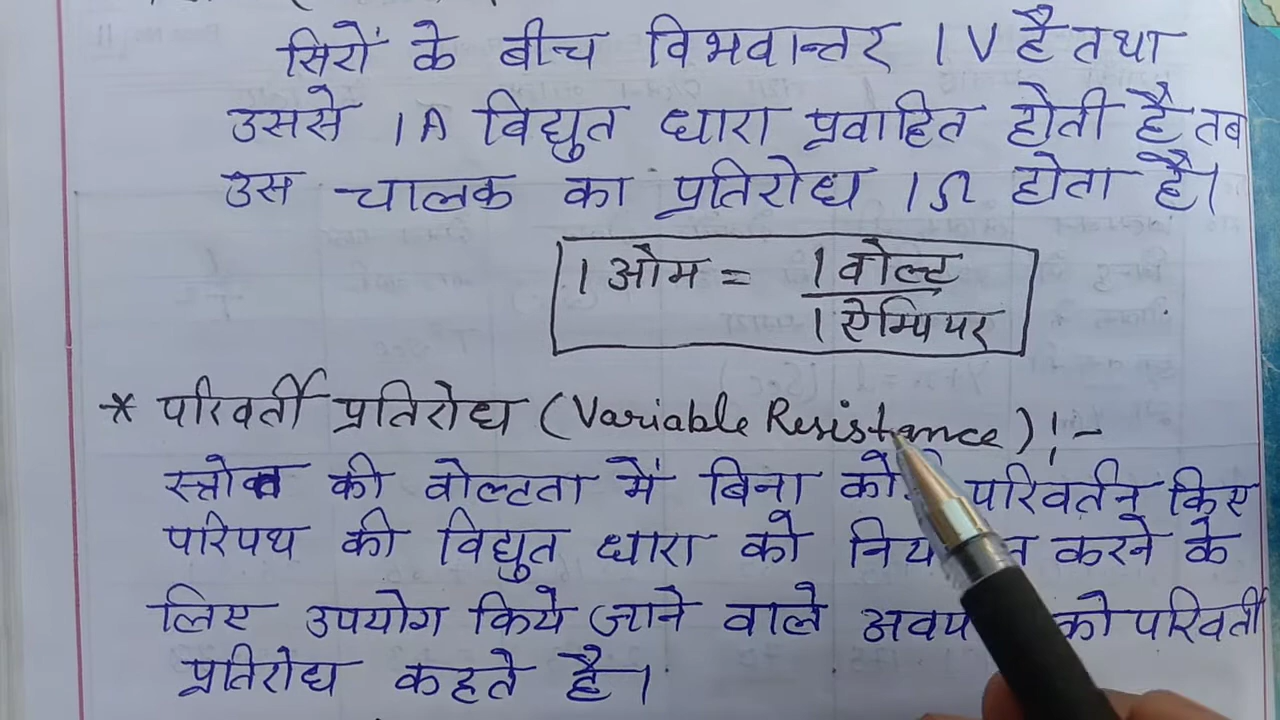 सिरों के बीच विभवान्तर 1V है तथा
उससे 1A विद्युत धारा प्रवाहित होती है तब
उस चालक का प्रतिरोध 1Ω होता है।
1 ओम = 1 वोल्ट
1 ऐम्पियर
* परिवर्ती प्रतिरोध (Variable Resistance) :-
स्त्रोत की वोल्टता में बिना परिवर्तन किए
परिपथ की विद्युत धारा को करने के
लिए उपयोग किये जाने वाले को परिवर्ती
प्रतिरोध कहते है।